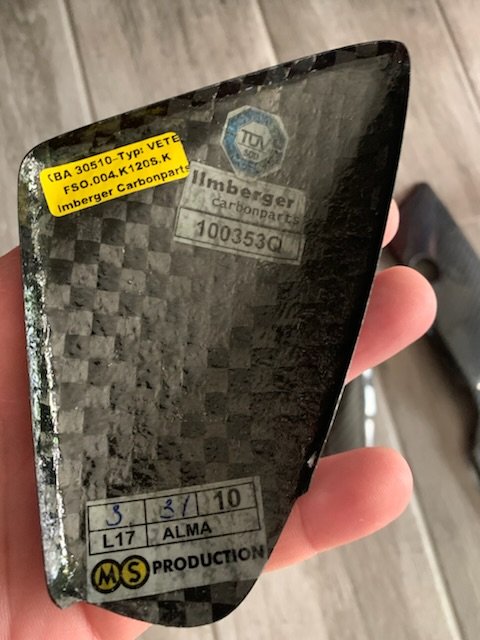 KBA 30510-Typ: VETE
FSO.004.K120S.K
Ilmberger Carbonparts
TÜV
SÜD
Ilmberger
carbonparts
100353Q
3 31 10
L17 ALMA
MS PRODUCTION